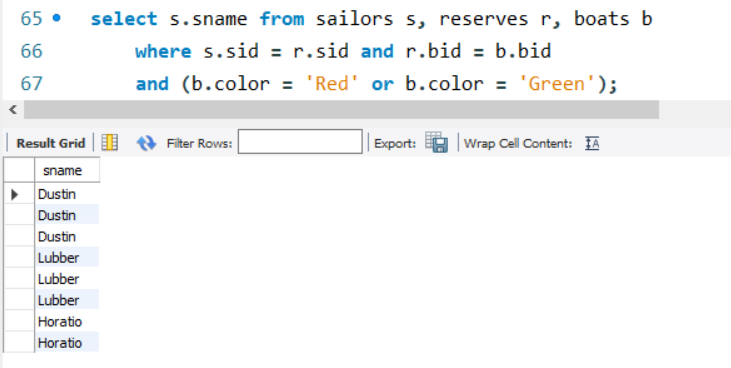 65 select s.sname from sailors s, reserves r, boats b
66 where s.sid = r.sid and r.bid = b.bid
67 and (b.color = 'Red' or b.color = 'Green');
Result Grid Filter Rows: Export: Wrap Cell Content: IA
sname
Dustin
Dustin
Dustin
Lubber
Lubber
Lubber
Horatio
Horatio